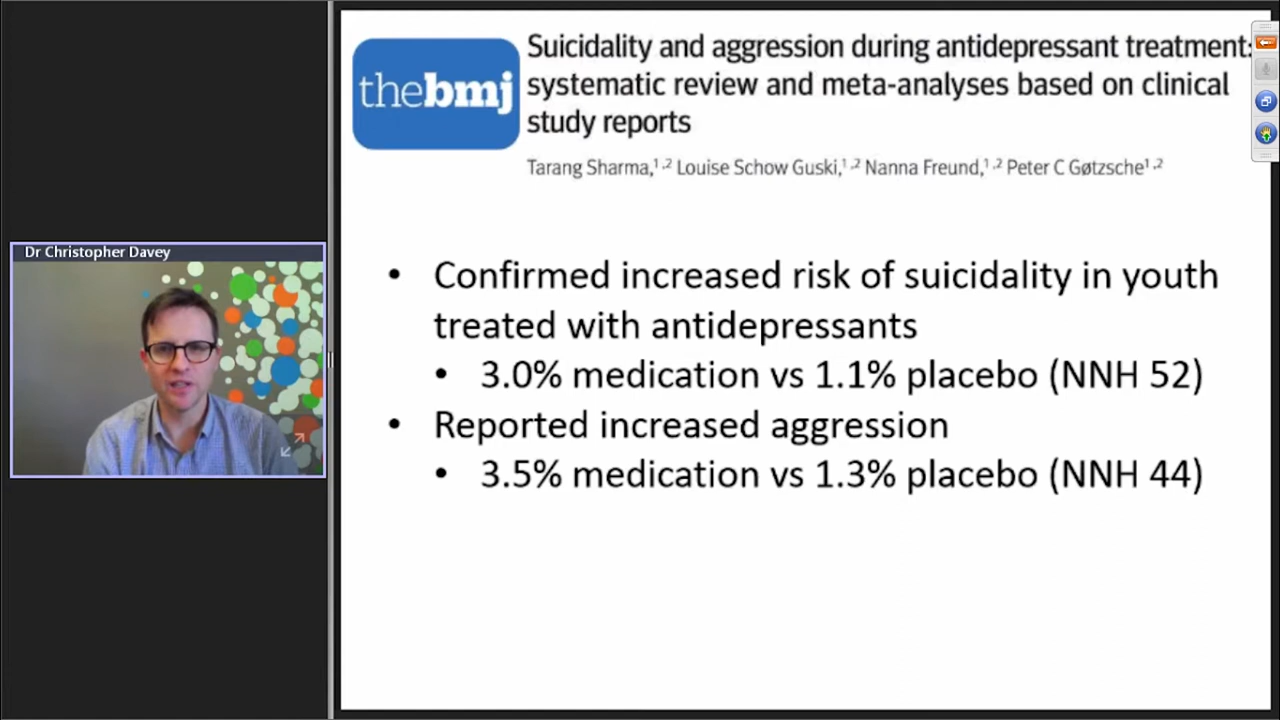 Dr Christopher Davey
thebmj
Suicidality and aggression during antidepressant treatment:
systematic review and meta-analyses based on clinical
study reports
Tarang Sharma,¹,² Louise Schow Guski,¹,² Nanna Freund,¹,² Peter C Gøtzsche¹,²
• Confirmed increased risk of suicidality in youth
treated with antidepressants
• 3.0% medication vs 1.1% placebo (NNH 52)
• Reported increased aggression
• 3.5% medication vs 1.3% placebo (NNH 44)